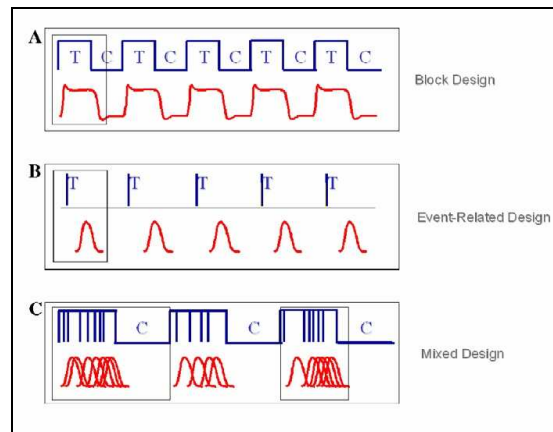 A
T C T C T C T C T C
Block Design
B
T T T T T
Event-Related Design
C
C C C
Mixed Design